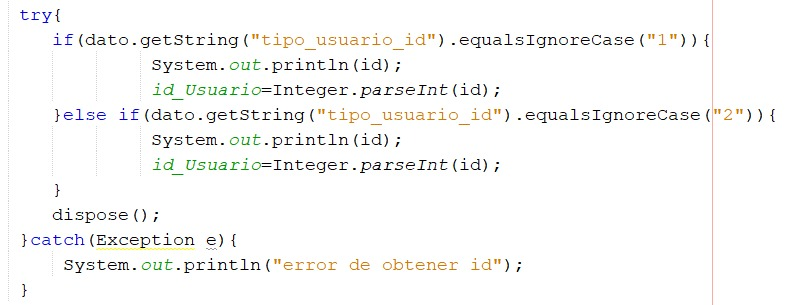 try{
if(dato.getString("tipo_usuario_id").equalsIgnoreCase("1")){
System.out.println(id);
id_Usuario=Integer.parseInt(id);
}else if(dato.getString("tipo_usuario_id").equalsIgnoreCase("2")){
System.out.println(id);
id_Usuario=Integer.parseInt(id);
}
dispose();
}catch(Exception e){
System.out.println("error de obtener id");
}